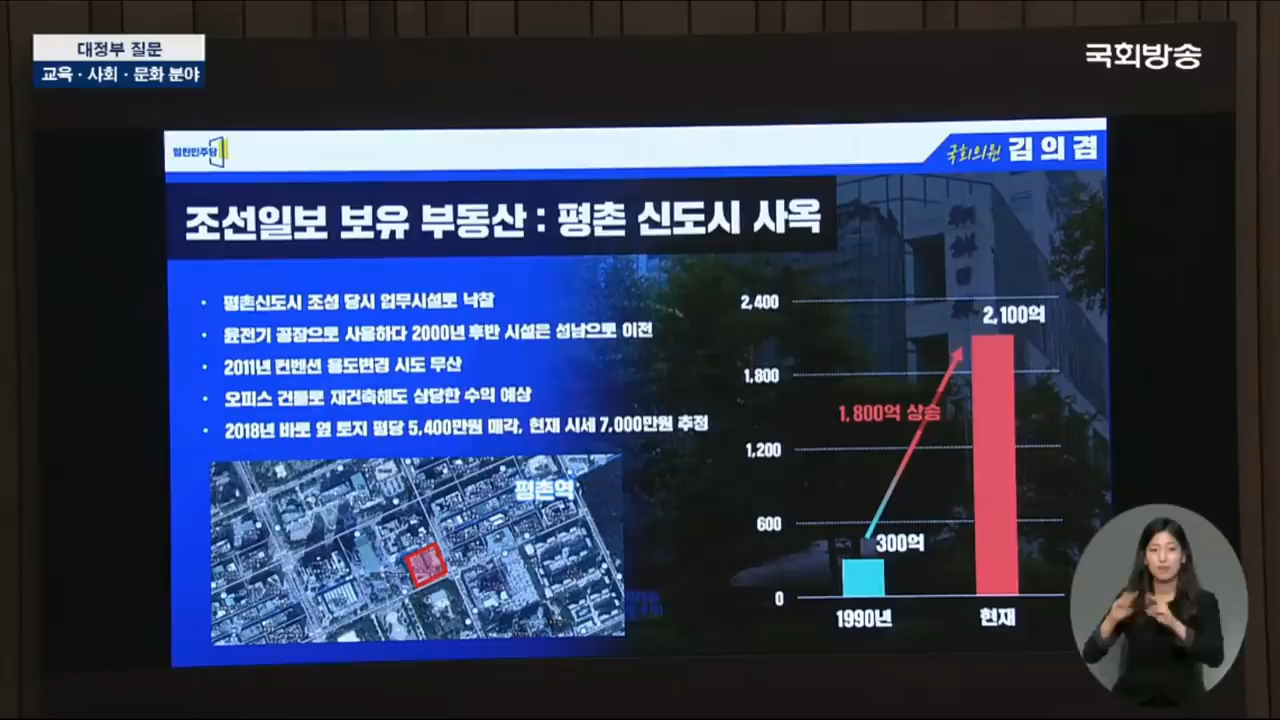 대정부 질문
교육 · 사회 · 문화 분야
국회방송
열린민주당
국회의원 김의겸
조선일보 보유 부동산 : 평촌 신도시 사옥
• 평촌신도시 조성 당시 업무시설로 낙찰
• 윤전기 공장으로 사용하다 2000년 후반 시설은 성남으로 이전
• 2011년 컨벤션 용도변경 시도 무산
• 오피스 건물로 재건축해도 상당한 수익 예상
• 2018년 바로 옆 토지 평당 5,400만원 매각, 현재 시세 7,000만원 추정
평촌역
2,400
2,100억
1,800
1,800억 상승
1,200
600
300억
0
1990년
현재